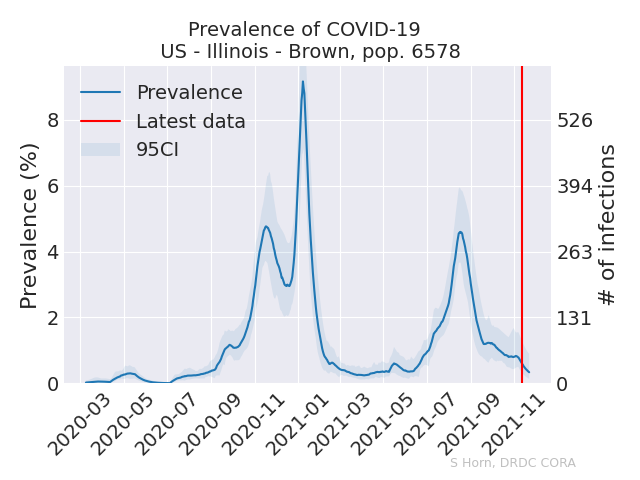 Prevalence of COVID-19
US - Illinois - Brown, pop. 6578
Prevalence
Latest data
95CI
Prevalence (%)
8
6
4
2
0
526
394
263
131
0
# of infections
2020-03
2020-05
2020-07
2020-09
2020-11
2021-01
2021-03
2021-05
2021-07
2021-09
2021-11
S Horn, DRDC CORA